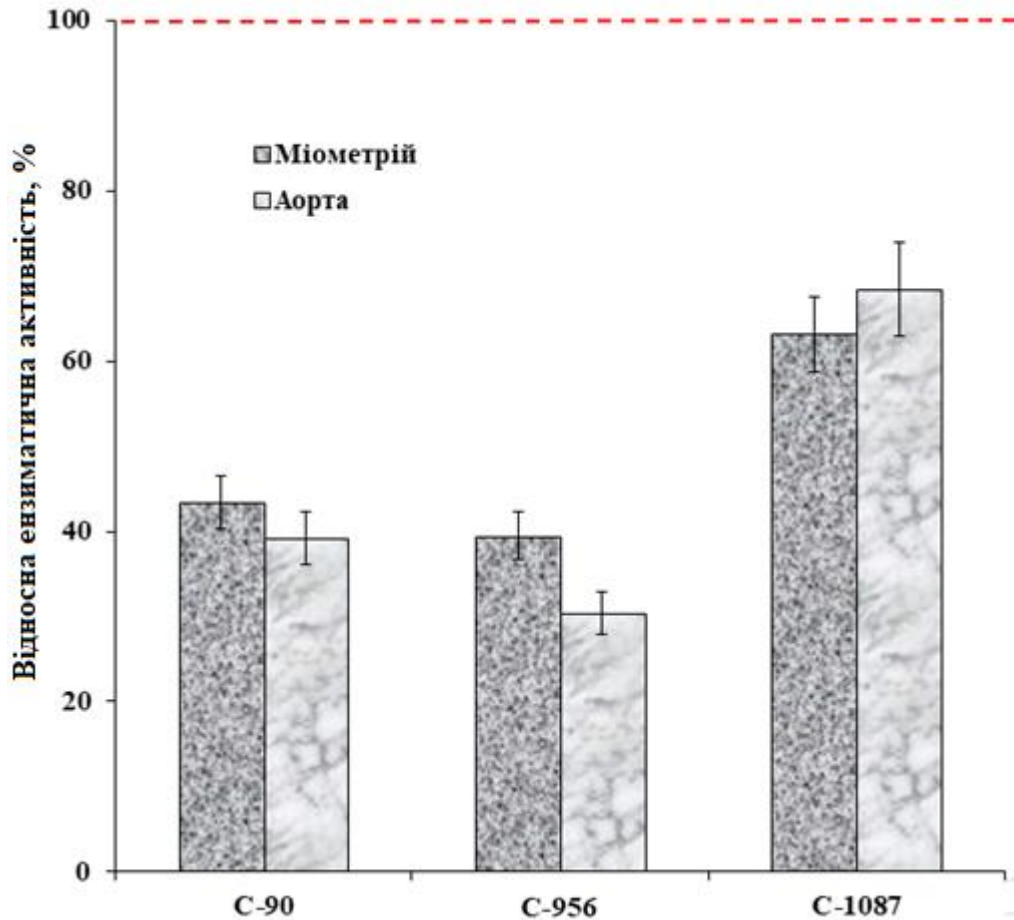 100
80
60
40
20
0
Відносна ензиматична активність, %
Міометрій
Аорта
С-90
С-956
С-1087